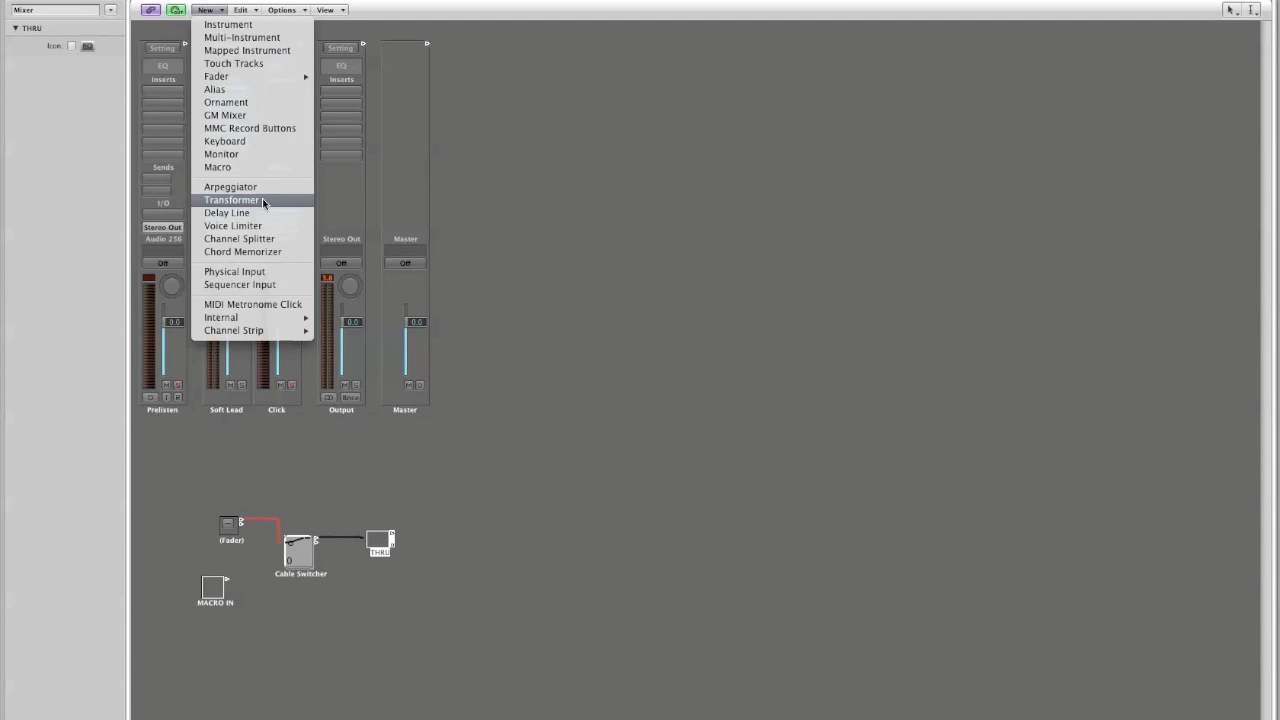 Mixer
New Edit Options View
THRU
Icon:
Instrument
Multi-Instrument
Mapped Instrument
Touch Tracks
Fader
Alias
Ornament
GM Mixer
MMC Record Buttons
Keyboard
Monitor
Macro
Arpeggiator
Transformer
Delay Line
Voice Limiter
Channel Splitter
Chord Memorizer
Physical Input
Sequencer Input
MIDI Metronome Click
Internal
Channel Strip
Setting
EQ
Inserts
Sends
I/O
Stereo Out
Audio 256
Off
0.0
M S
O I R
Prelisten
M S
Soft Lead
M
Click
Setting
EQ
Inserts
Stereo Out
Off
3.8
0.0
M S
Bnce
Output
Master
Off
0.0
M D
Master
(Fader)
0
Cable Switcher
THRU
MACRO IN